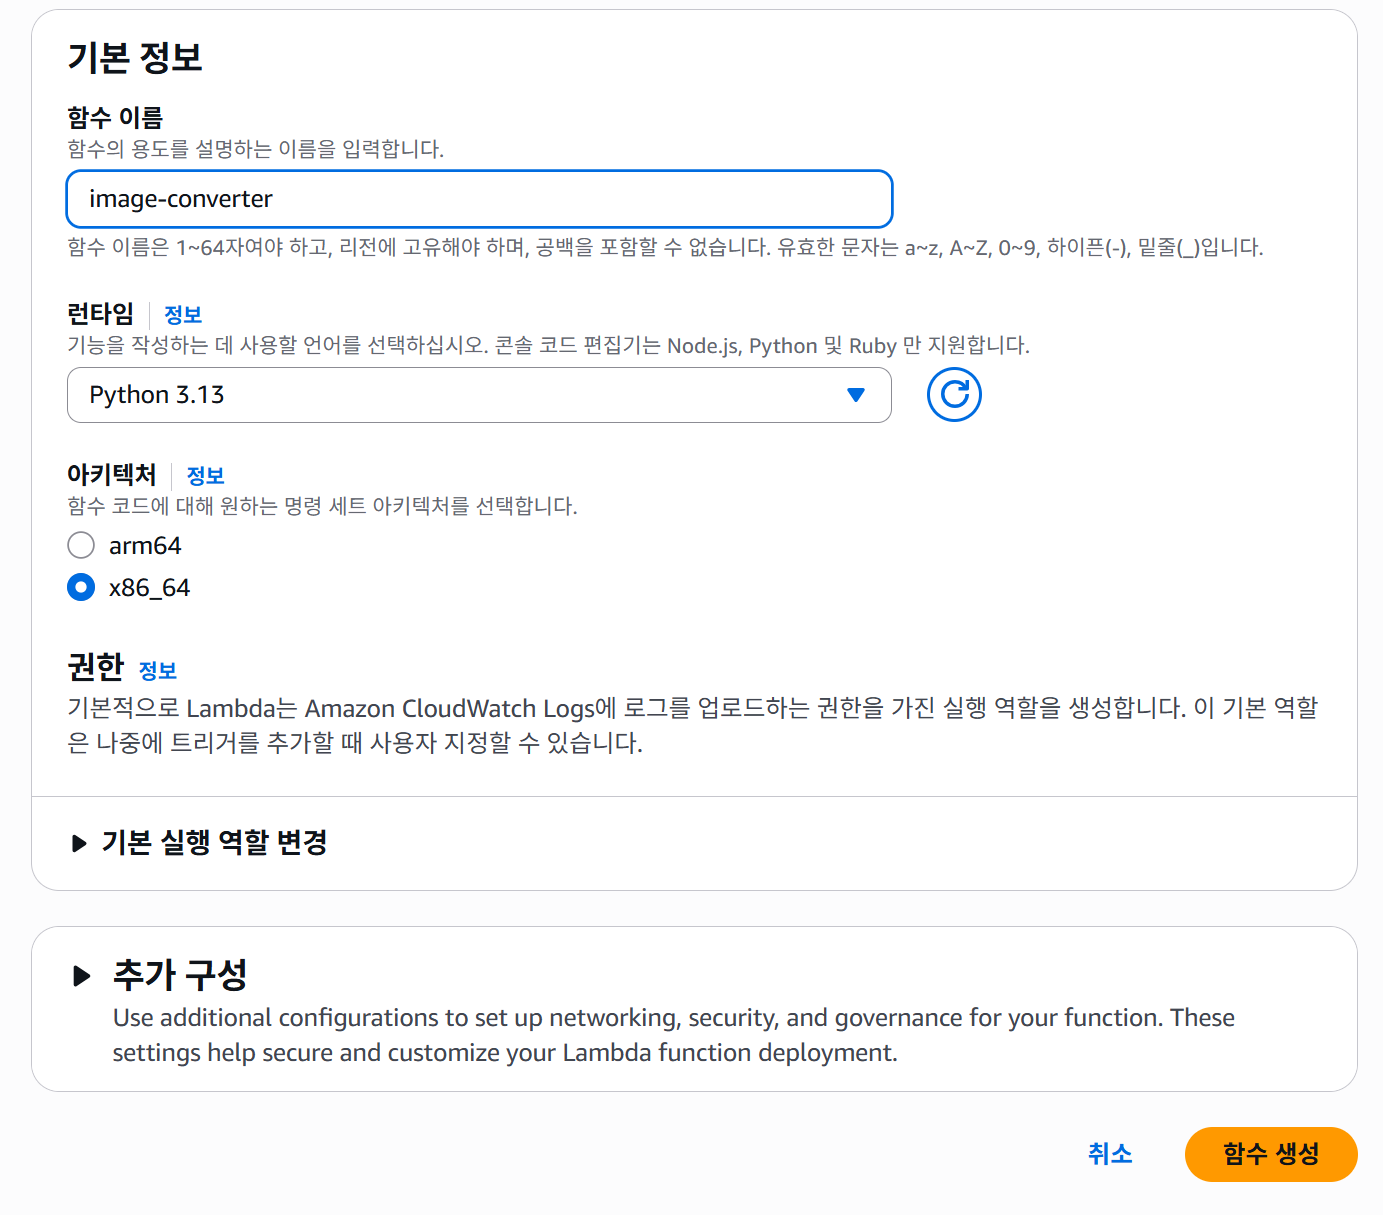 기본 정보
함수 이름
함수의 용도를 설명하는 이름을 입력합니다.
image-converter
함수 이름은 1~64자여야 하고, 리전에 고유해야 하며, 공백을 포함할 수 없습니다. 유효한 문자는 a~z, A~Z, 0~9, 하이픈(-), 밑줄(_)입니다.
런타임 정보
기능을 작성하는 데 사용할 언어를 선택하십시오. 콘솔 코드 편집기는 Node.js, Python 및 Ruby 만 지원합니다.
Python 3.13
아키텍처 정보
함수 코드에 대해 원하는 명령 세트 아키텍처를 선택합니다.
arm64
x86_64
권한 정보
기본적으로 Lambda는 Amazon CloudWatch Logs에 로그를 업로드하는 권한을 가진 실행 역할을 생성합니다. 이 기본 역할
은 나중에 트리거를 추가할 때 사용자 지정할 수 있습니다.
기본 실행 역할 변경
추가 구성
Use additional configurations to set up networking, security, and governance for your function. These
settings help secure and customize your Lambda function deployment.
취소 함수 생성